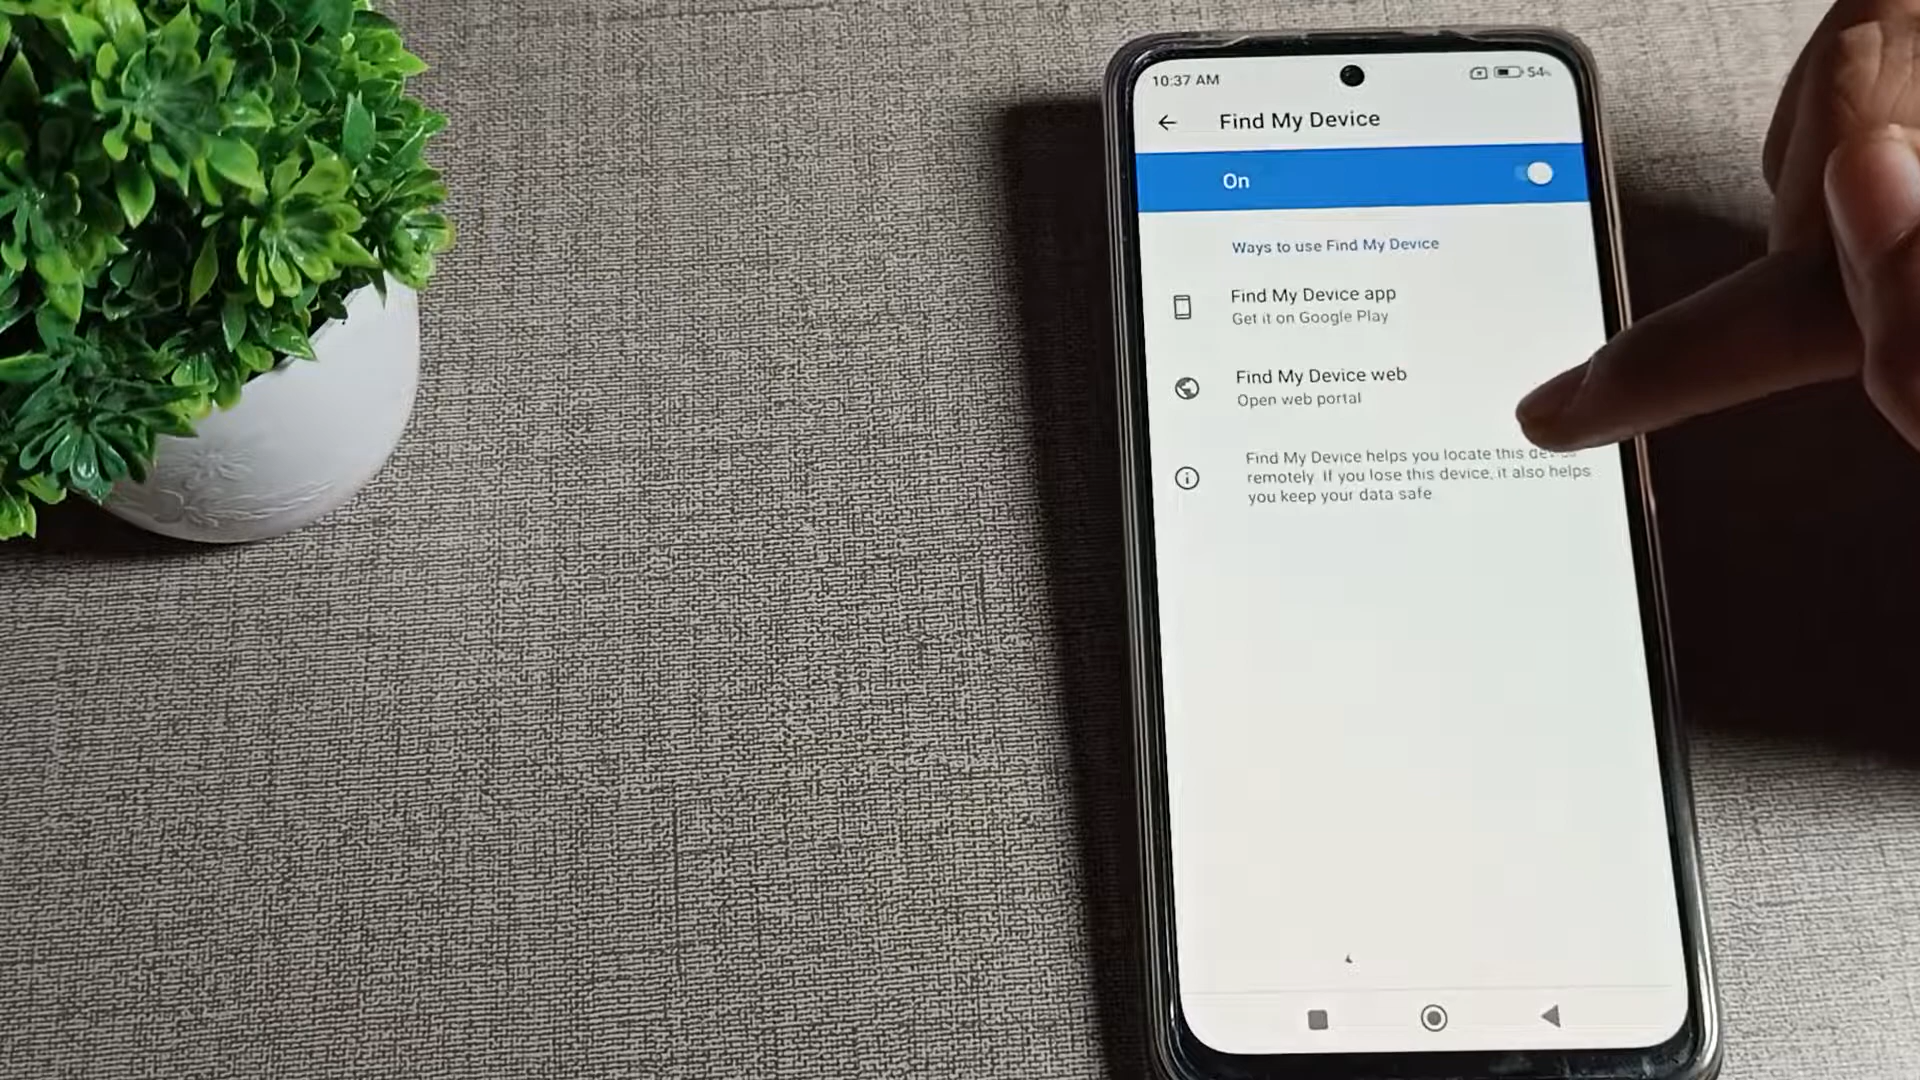 10:37 AM
54
Find My Device
On
Ways to use Find My Device
Find My Device app
Get it on Google Play
Find My Device web
Open web portal
Find My Device helps you locate this
remotely. If you lose this device, it also helps
you keep your data safe